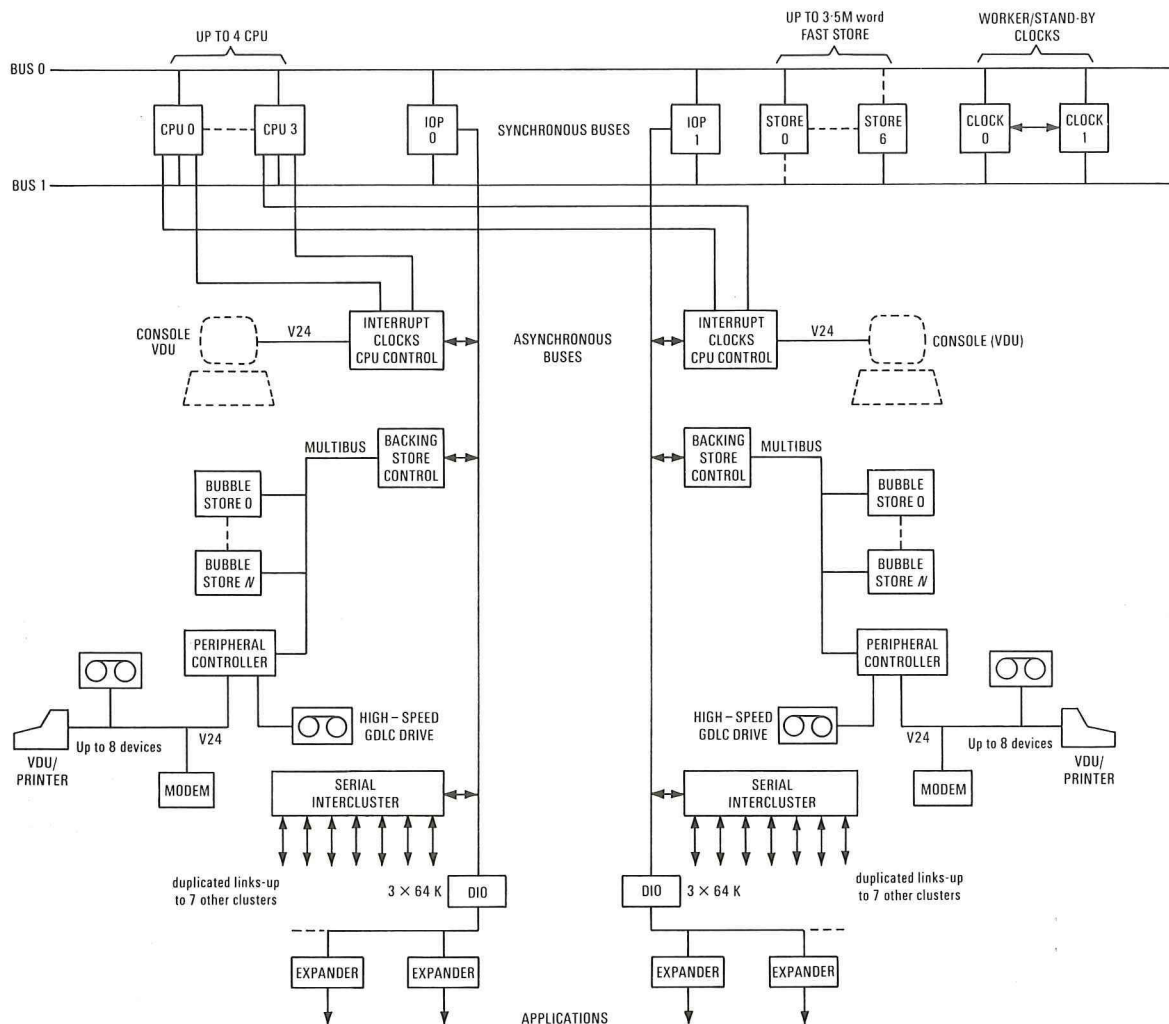 UP TO 4 CPU
UP TO 3·5M word
FAST STORE
WORKER/STAND-BY
CLOCKS
BUS 0
CPU 0
CPU 3
IOP
0
SYNCHRONOUS BUSES
IOP
1
STORE
0
STORE
6
CLOCK
0
CLOCK
1
BUS 1
CONSOLE
VDU
V24
INTERRUPT
CLOCKS
CPU CONTROL
ASYNCHRONOUS
BUSES
INTERRUPT
CLOCKS
CPU CONTROL
V24
CONSOLE (VDU)
MULTIBUS
BACKING
STORE
CONTROL
BACKING
STORE
CONTROL
MULTIBUS
BUBBLE
STORE 0
BUBBLE
STORE N
BUBBLE
STORE 0
BUBBLE
STORE N
PERIPHERAL
CONTROLLER
PERIPHERAL
CONTROLLER
VDU/
PRINTER
Up to 8 devices
V24
MODEM
HIGH – SPEED
GDLC DRIVE
HIGH – SPEED
GDLC DRIVE
V24
MODEM
Up to 8 devices
VDU/
PRINTER
SERIAL
INTERCLUSTER
SERIAL
INTERCLUSTER
duplicated links-up
to 7 other clusters
3 × 64 K
DIO
DIO
3 × 64 K
duplicated links-up
to 7 other clusters
EXPANDER
EXPANDER
EXPANDER
EXPANDER
APPLICATIONS